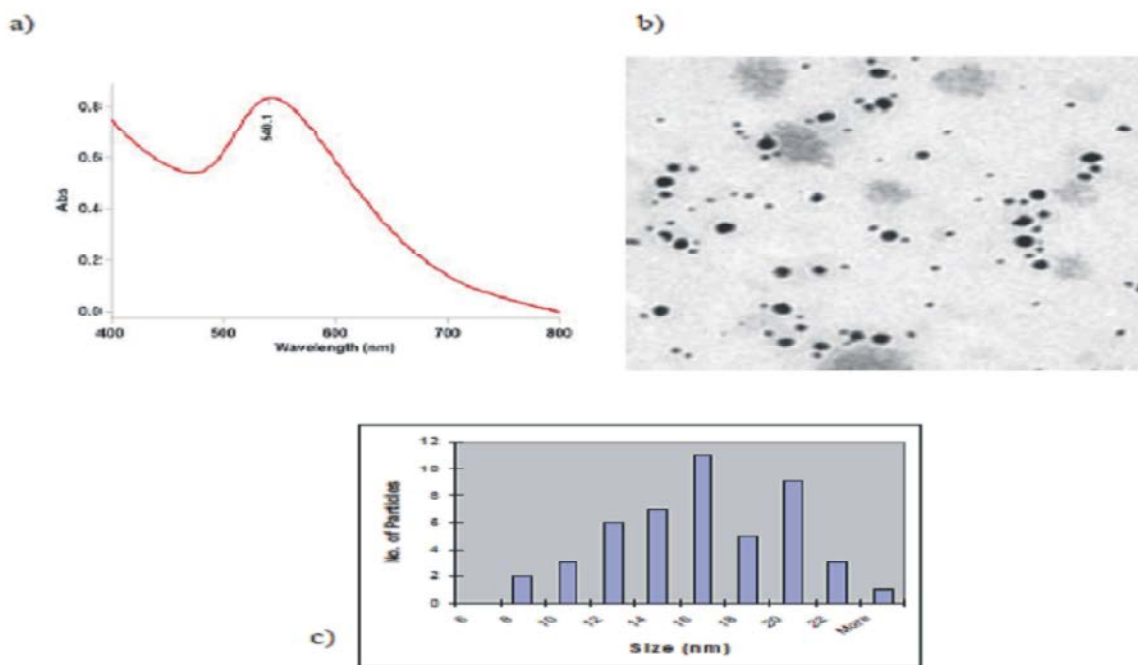 a)
b)
0.8
0.6
0.4
0.2
0.0
Abs
540.1
400 500 600 700 800
Wavelength (nm)
12
10
8
6
4
2
0
No. of Particles
6 8 10 12 14 16 18 20 22 More
Size (nm)
c)